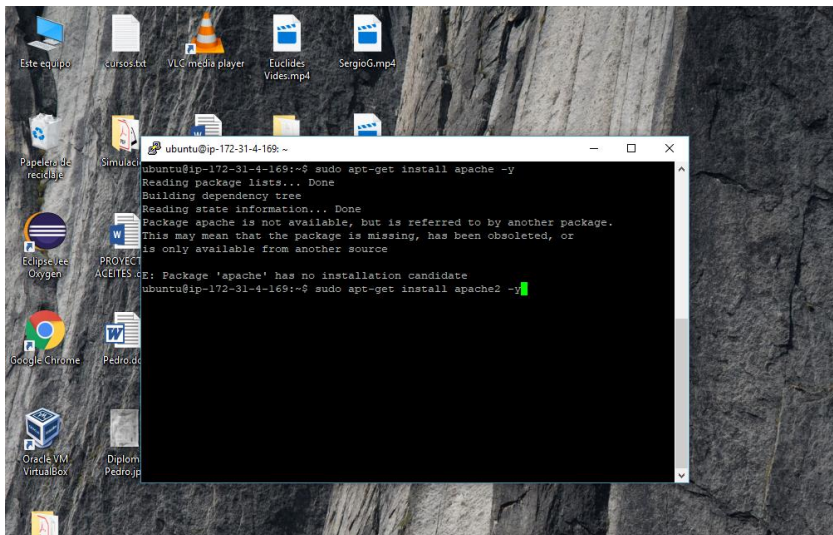 Este equipo
cursos.txt
VLC media player
Euclides
Vides.mp4
SergioG.mp4
Papelera de
reciclaje
Eclipse Jee
Oxygen
PROYECT
ACEITES
Google Chrome
Pedro.do
Oracle VM
VirtualBox
Diplom
Pedro.jp
ubuntu@ip-172-31-4-169: ~
ubuntu@ip-172-31-4-169:~$ sudo apt-get install apache -y
Reading package lists... Done
Building dependency tree
Reading state information... Done
Package apache is not available, but is referred to by another package.
This may mean that the package is missing, has been obsoleted, or
is only available from another source
E: Package 'apache' has no installation candidate
ubuntu@ip-172-31-4-169:~$ sudo apt-get install apache2 -y